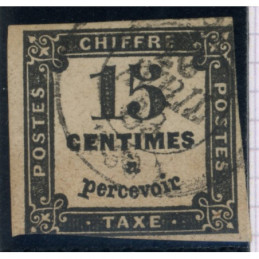 CHIFFRE
POSTES
15
CENTIMES
à
percevoir
POSTES
TAXE